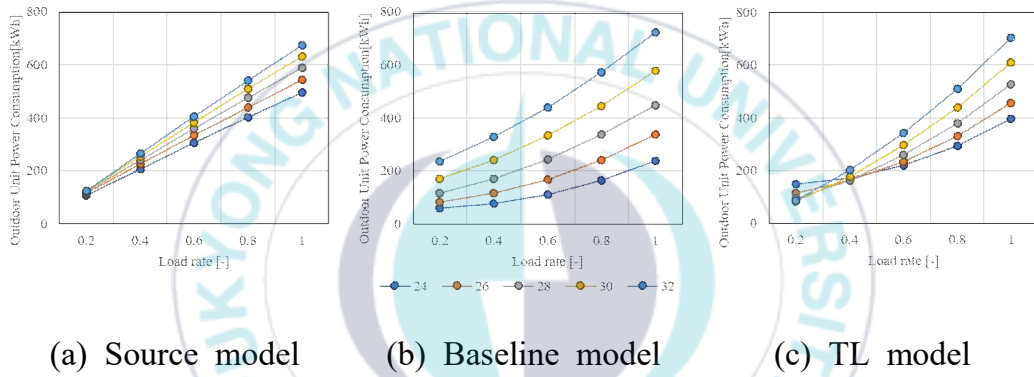 800
600
400
200
0
Outdoor Unit Power Consumption[kWh]
0.2 0.4 0.6 0.8 1
Load rate [-]
800
600
400
200
0
Outdoor Unit Power Consumption[kWh]
0.2 0.4 0.6 0.8 1
Load rate [-]
800
600
400
200
0
Outdoor Unit Power Consumption[kWh]
0.2 0.4 0.6 0.8 1
Load rate [-]
24 26 28 30 32
(a) Source model (b) Baseline model (c) TL model
UKYONG NATIONAL UNIVERSIT